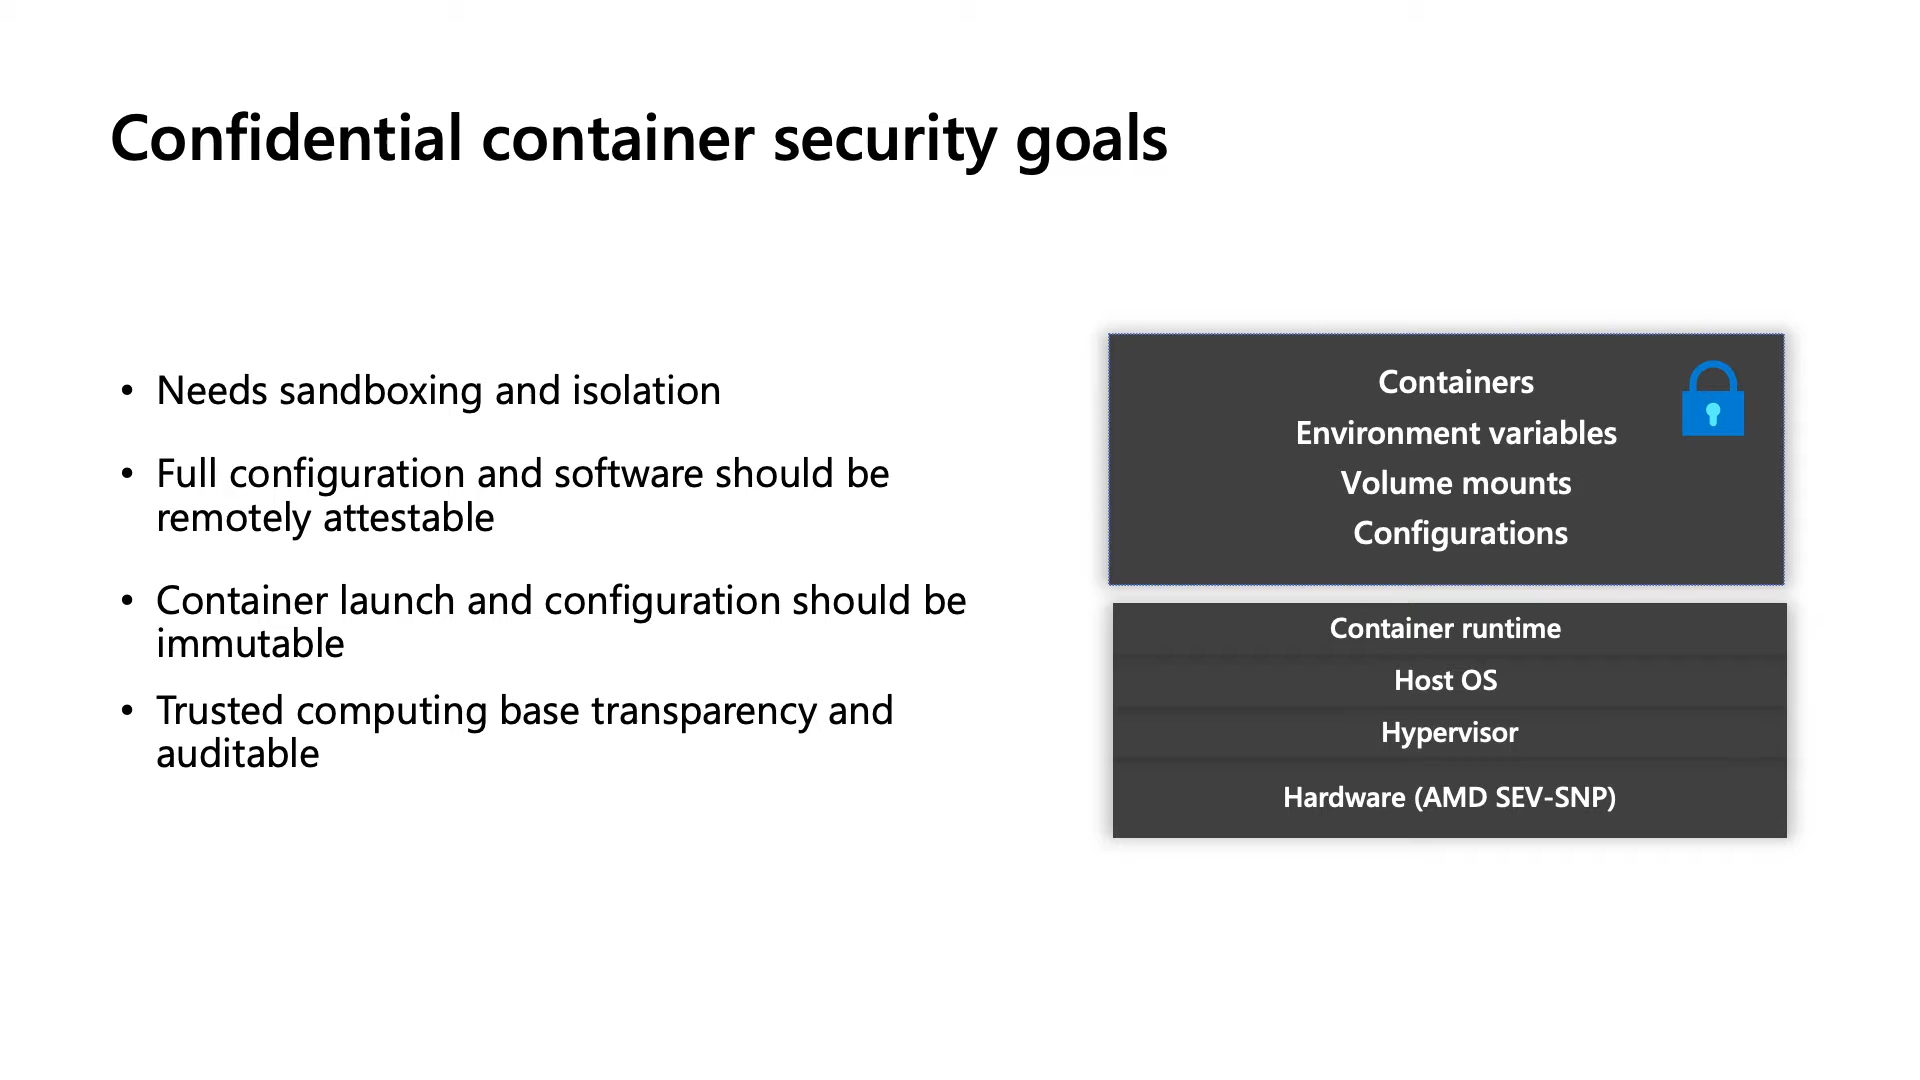 Confidential container security goals
• Needs sandboxing and isolation
• Full configuration and software should be
remotely attestable
• Container launch and configuration should be
immutable
• Trusted computing base transparency and
auditable
Containers
Environment variables
Volume mounts
Configurations
Container runtime
Host OS
Hypervisor
Hardware (AMD SEV-SNP)